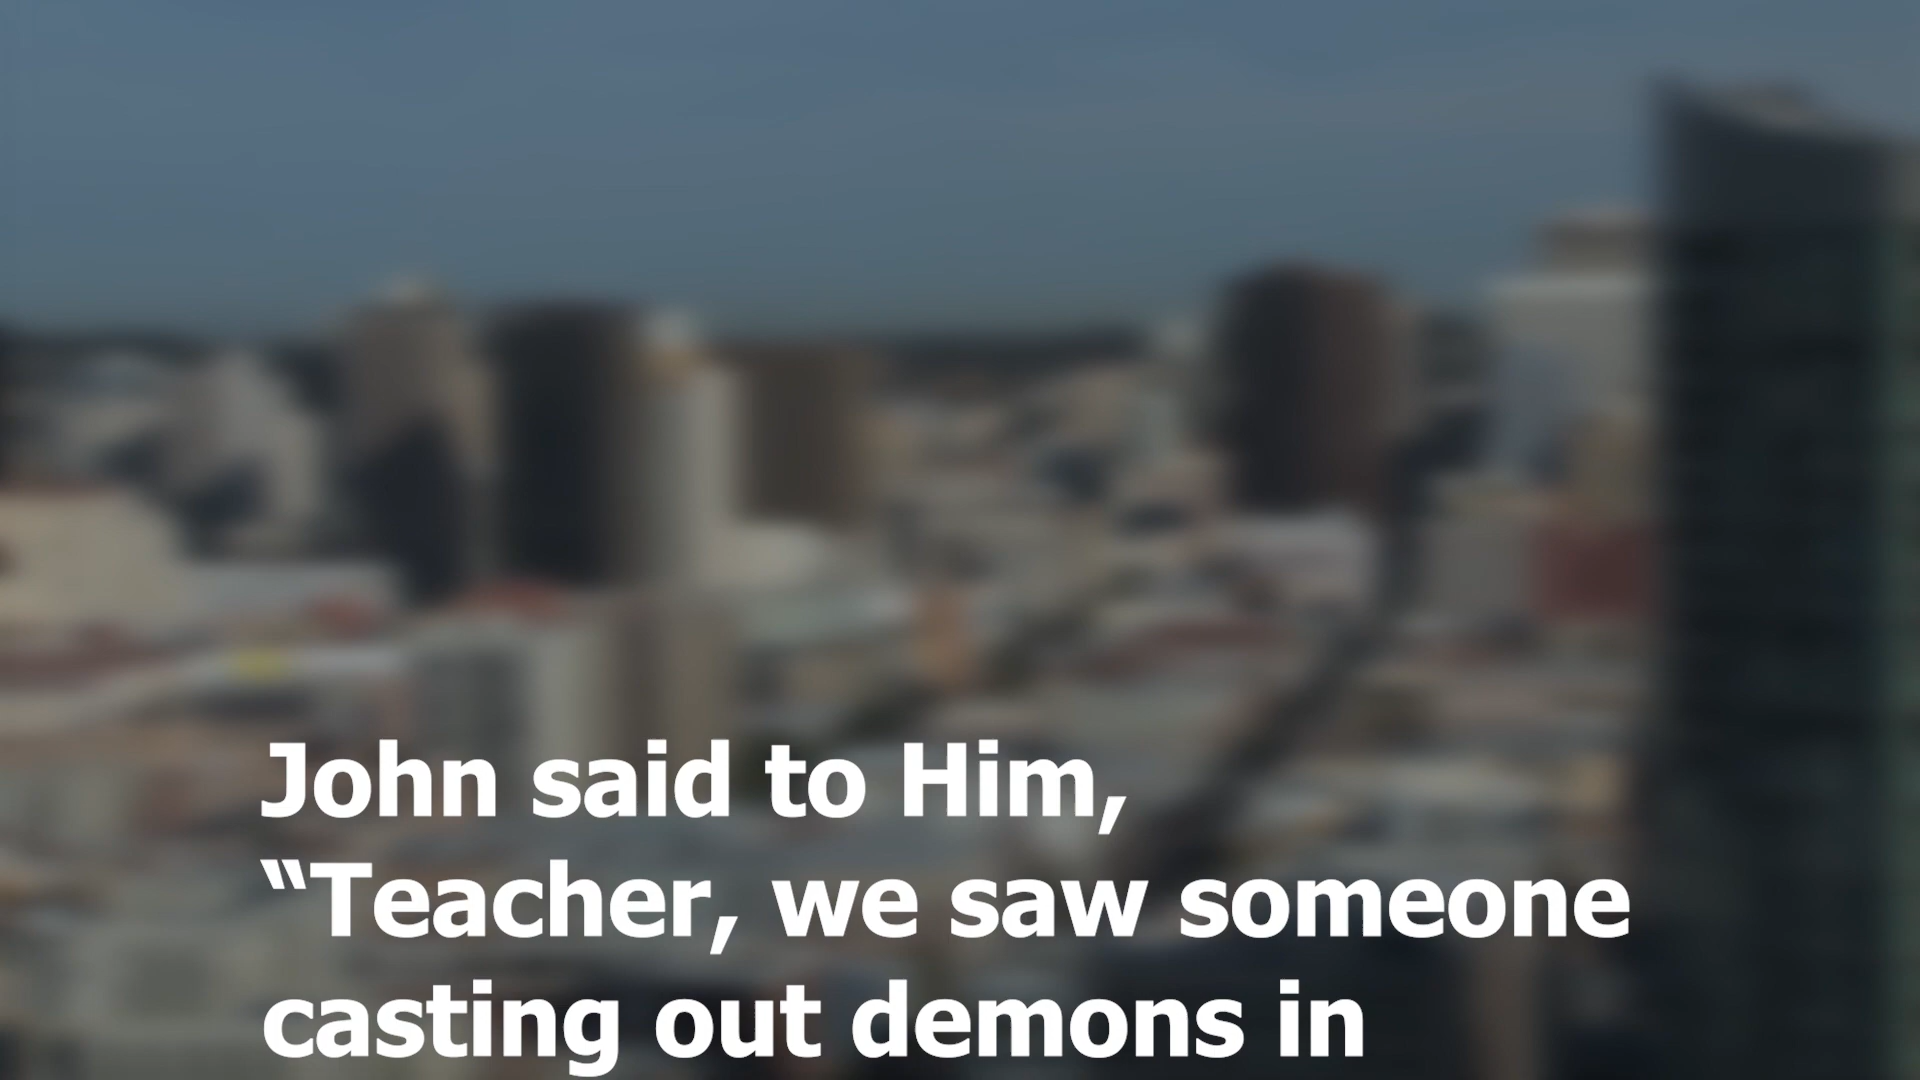 John said to Him,
“Teacher, we saw someone
casting out demons in